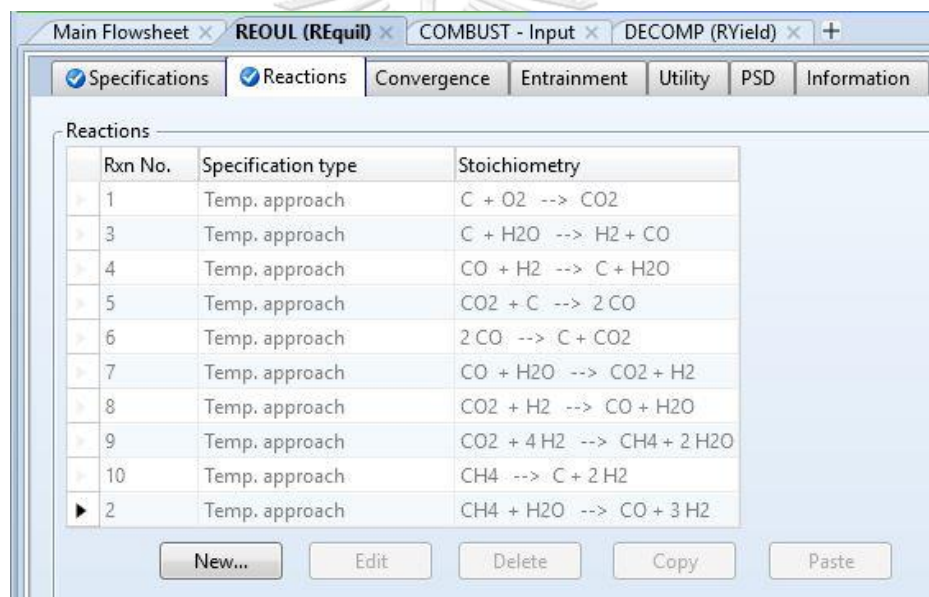 Main Flowsheet × REOUL (REquil) × COMBUST - Input × DECOMP (RYield) × +
Specifications Reactions Convergence Entrainment Utility PSD Information
Reactions
Rxn No. Specification type Stoichiometry
1 Temp. approach C + O2 --> CO2
3 Temp. approach C + H2O --> H2 + CO
4 Temp. approach CO + H2 --> C + H2O
5 Temp. approach CO2 + C --> 2 CO
6 Temp. approach 2 CO --> C + CO2
7 Temp. approach CO + H2O --> CO2 + H2
8 Temp. approach CO2 + H2 --> CO + H2O
9 Temp. approach CO2 + 4 H2 --> CH4 + 2 H2O
10 Temp. approach CH4 --> C + 2 H2
2 Temp. approach CH4 + H2O --> CO + 3 H2
New... Edit Delete Copy Paste